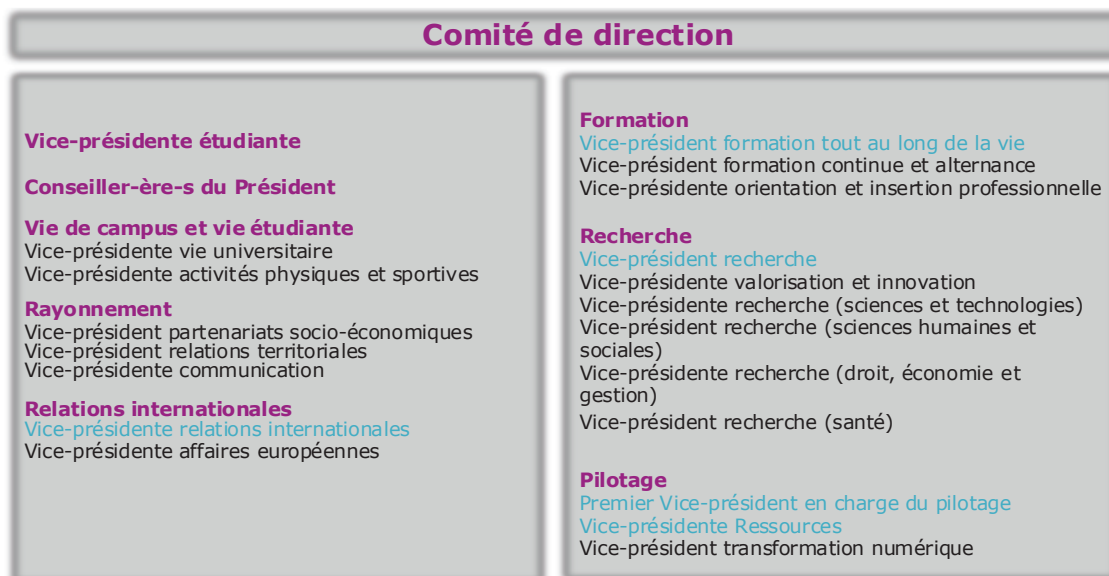 Comité de direction
Vice-présidente étudiante
Conseiller-ère-s du Président
Vie de campus et vie étudiante
Vice-présidente vie universitaire
Vice-présidente activités physiques et sportives
Rayonnement
Vice-président partenariats socio-économiques
Vice-président relations territoriales
Vice-présidente communication
Relations internationales
Vice-présidente relations internationales
Vice-présidente affaires européennes
Formation
Vice-président formation tout au long de la vie
Vice-président formation continue et alternance
Vice-présidente orientation et insertion professionnelle
Recherche
Vice-président recherche
Vice-présidente valorisation et innovation
Vice-présidente recherche (sciences et technologies)
Vice-président recherche (sciences humaines et
sociales)
Vice-présidente recherche (droit, économie et
gestion)
Vice-président recherche (santé)
Pilotage
Premier Vice-président en charge du pilotage
Vice-présidente Ressources
Vice-président transformation numérique